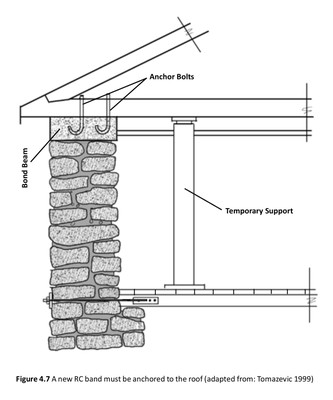 Anchor Bolts
Bond Beam
Temporary Support
Figure 4.7 A new RC band must be anchored to the roof (adapted from: Tomazevic 1999)